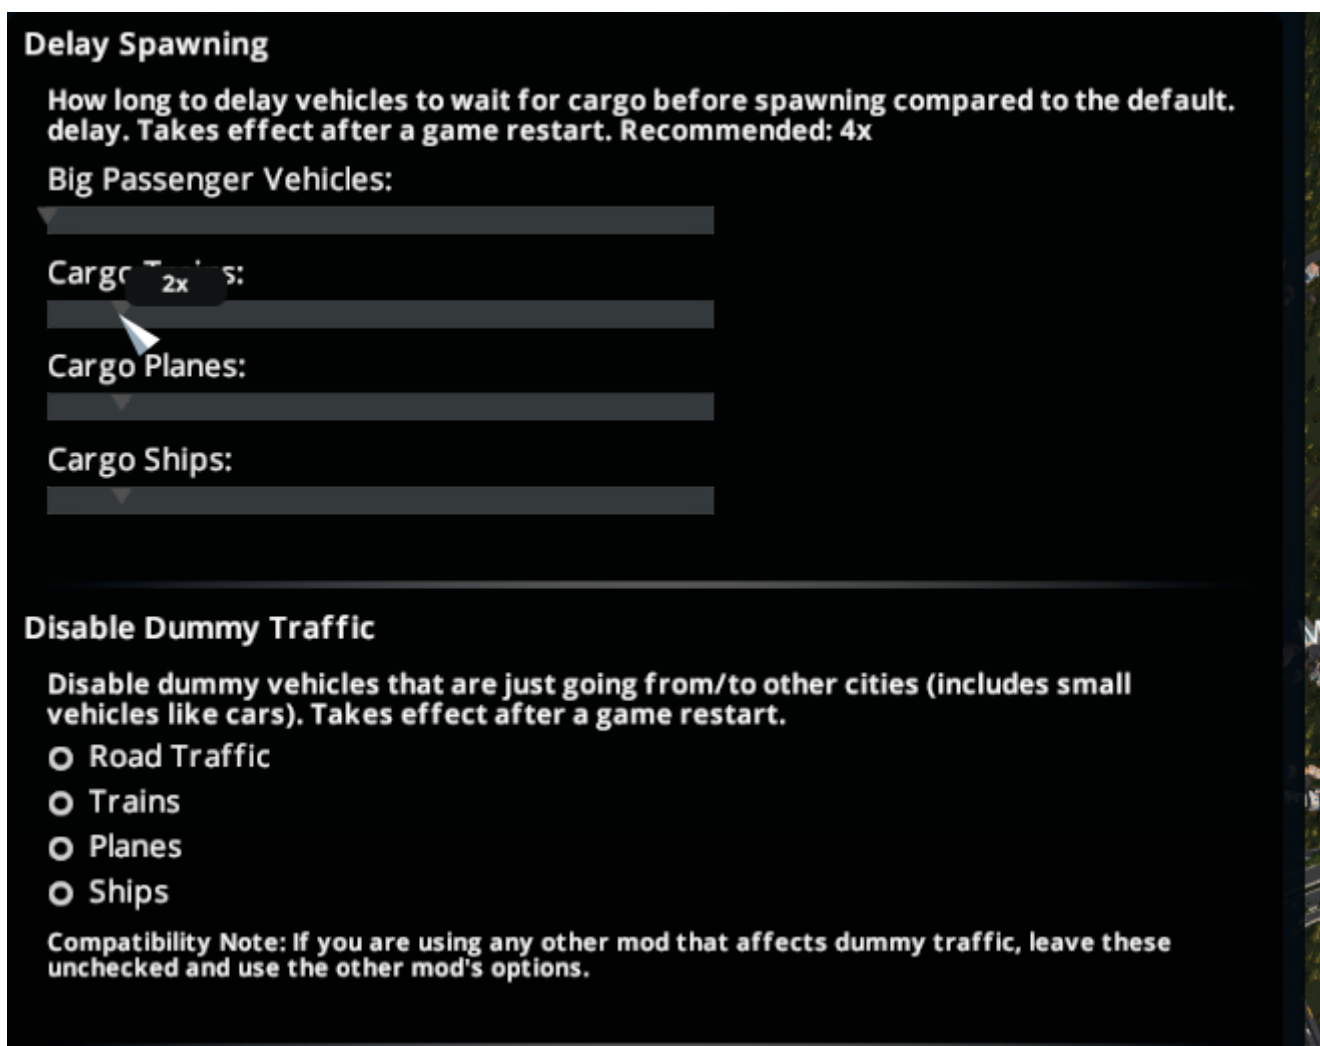 Delay Spawning
How long to delay vehicles to wait for cargo before spawning compared to the default.
delay. Takes effect after a game restart. Recommended: 4x
Big Passenger Vehicles:
Cargo
2x
Cargo Planes:
Cargo Ships:
Disable Dummy Traffic
Disable dummy vehicles that are just going from/to other cities (includes small
vehicles like cars). Takes effect after a game restart.
Road Traffic
Trains
Planes
Ships
Compatibility Note: If you are using any other mod that affects dummy traffic, leave these
unchecked and use the other mod's options.